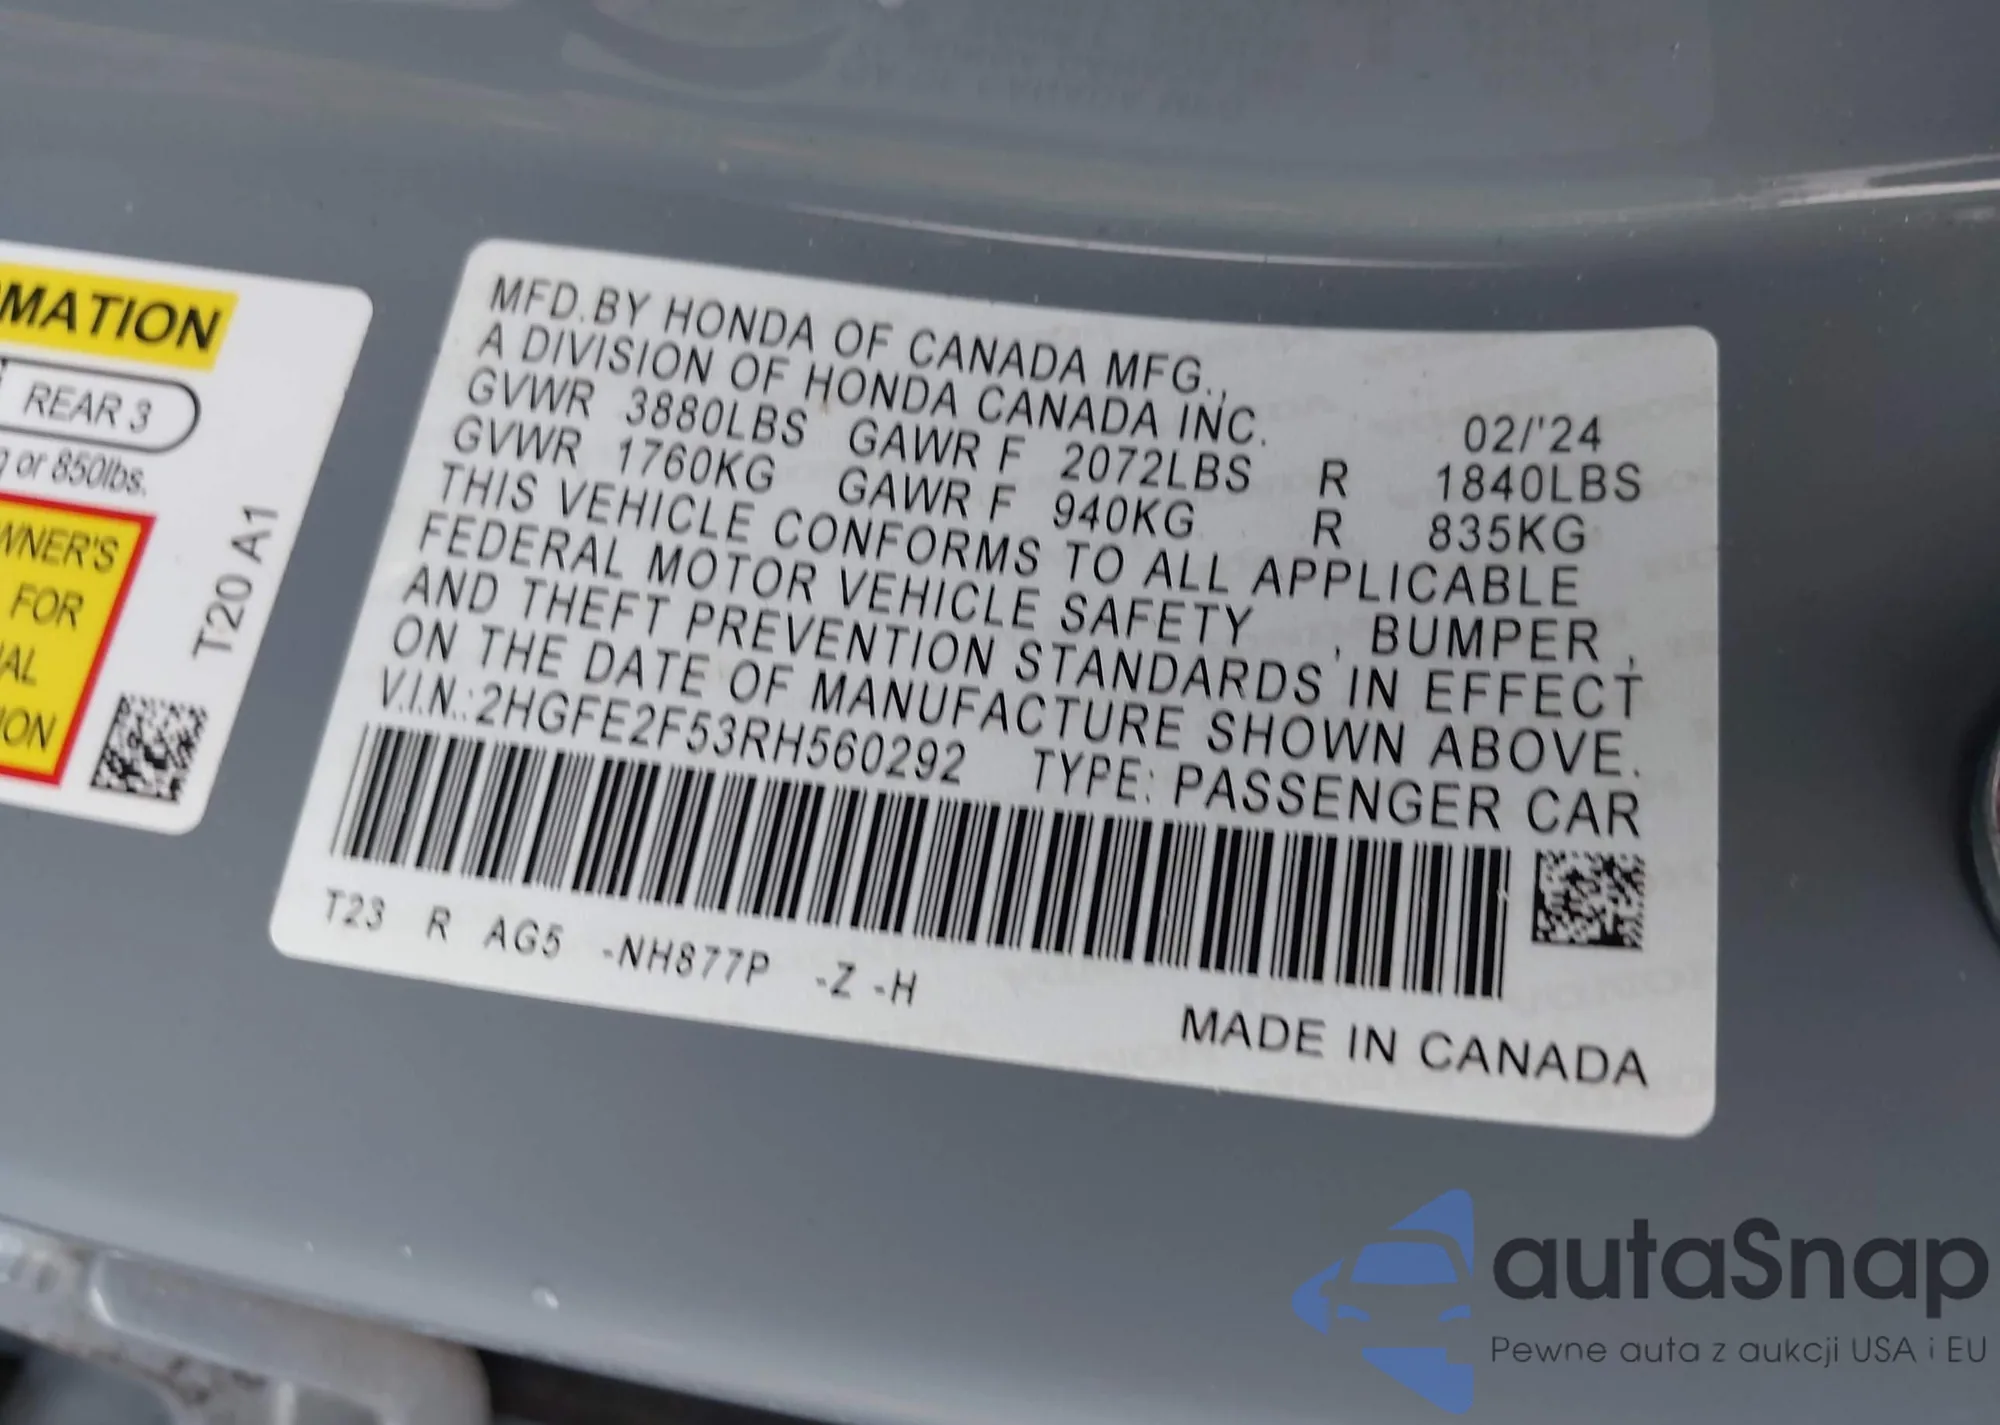 MATION
REAR 3
g or 850lbs.
WNER'S
FOR
AL
ION
T20 A1
MFD.BY HONDA OF CANADA MFG.,
A DIVISION OF HONDA CANADA INC. 02/'24
GVWR 3880LBS GAWR F 2072LBS R 1840LBS
GVWR 1760KG GAWR F 940KG R 835KG
THIS VEHICLE CONFORMS TO ALL APPLICABLE
FEDERAL MOTOR VEHICLE SAFETY , BUMPER ,
AND THEFT PREVENTION STANDARDS IN EFFECT
ON THE DATE OF MANUFACTURE SHOWN ABOVE.
V.I.N.:2HGFE2F53RH560292 TYPE: PASSENGER CAR
T23 R AG5 -NH877P -Z -H
MADE IN CANADA
autaSnap
Pewne auta z aukcji USA i EU